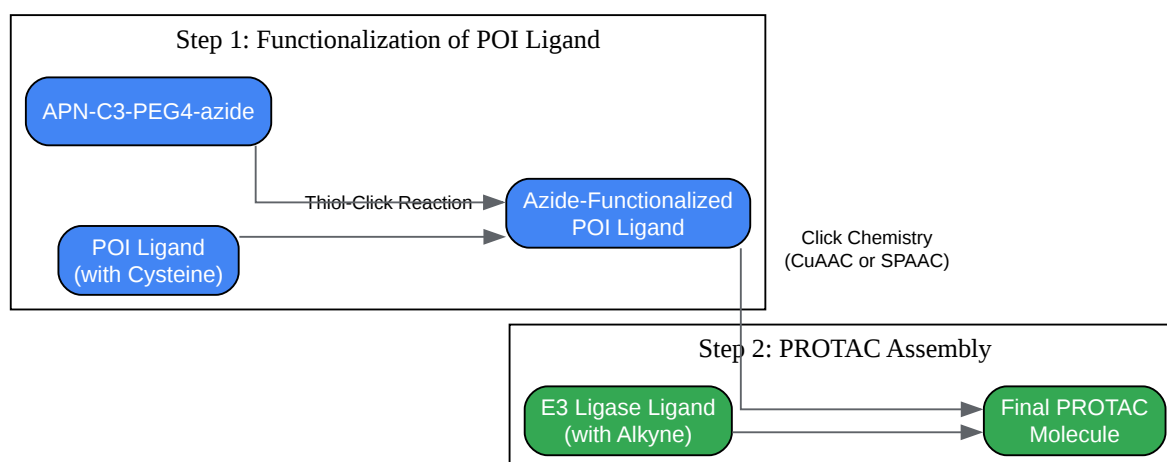 Step 1: Functionalization of POI Ligand
APN-C3-PEG4-azide
Thiol-Click Reaction
Azide-Functionalized
POI Ligand
POI Ligand
(with Cysteine)
Click Chemistry
(CuAAC or SPAAC)
Step 2: PROTAC Assembly
E3 Ligase Ligand
(with Alkyne)
Final PROTAC
Molecule